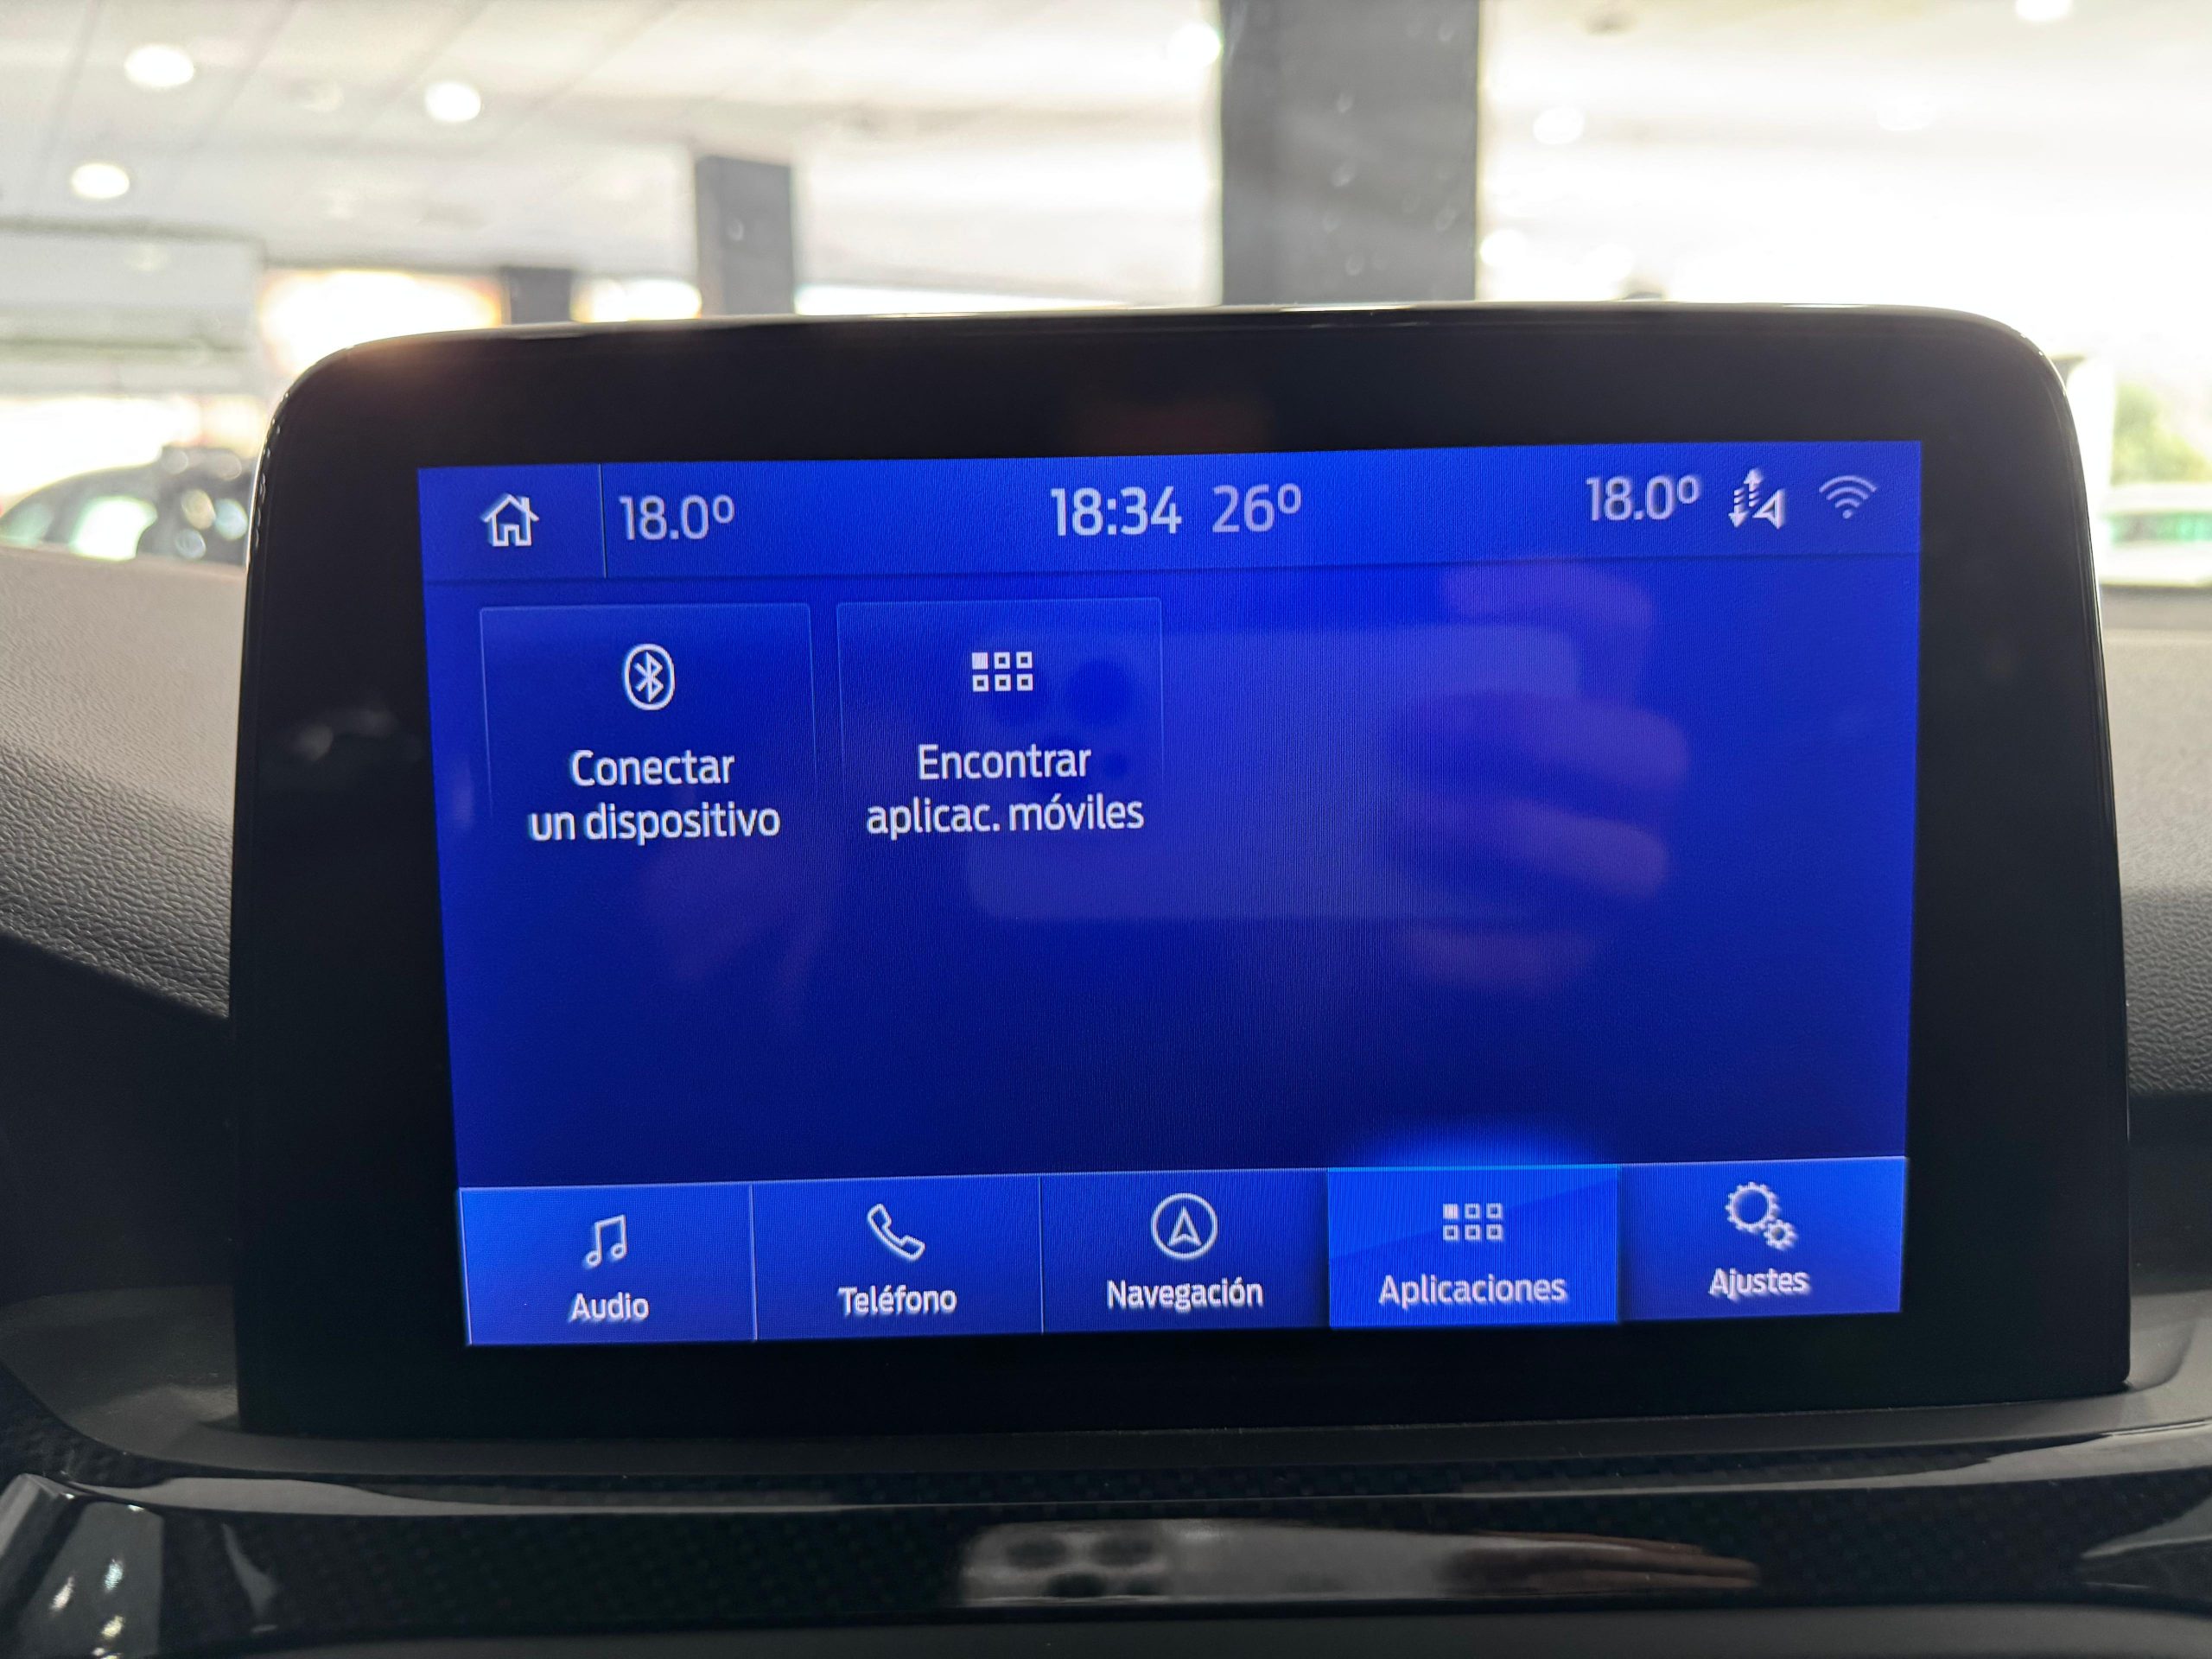 18.0º 18:34 26º 18.0º
Conectar
un dispositivo
Encontrar
aplicac. móviles
Audio Teléfono Navegación Aplicaciones Ajustes